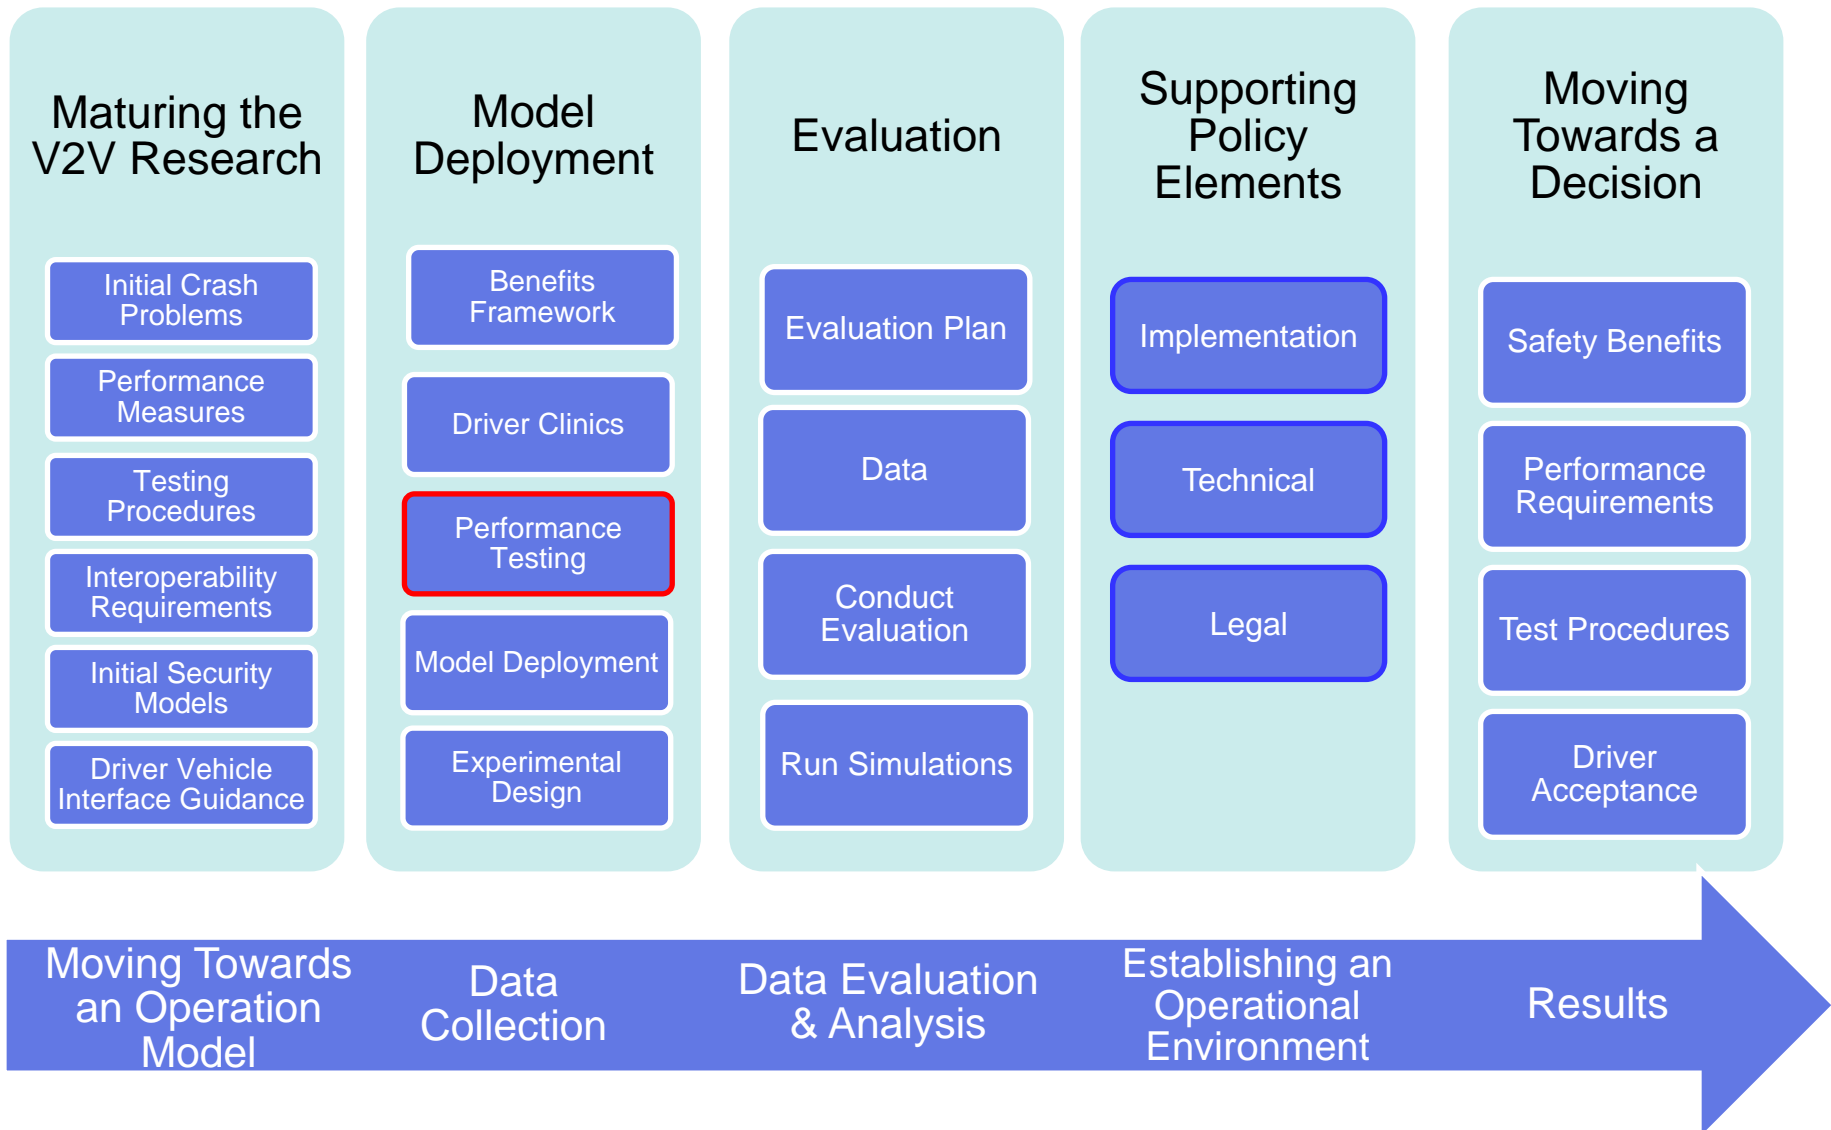 Maturing the
V2V Research
Initial Crash
Problems
Performance
Measures
Testing
Procedures
Interoperability
Requirements
Initial Security
Models
Driver Vehicle
Interface Guidance
Model
Deployment
Benefits
Framework
Driver Clinics
Performance
Testing
Model Deployment
Experimental
Design
Evaluation
Evaluation Plan
Data
Conduct
Evaluation
Run Simulations
Supporting
Policy
Elements
Implementation
Technical
Legal
Moving
Towards a
Decision
Safety Benefits
Performance
Requirements
Test Procedures
Driver
Acceptance
Moving Towards
an Operation
Model
Data
Collection
Data Evaluation
& Analysis
Establishing an
Operational
Environment
Results